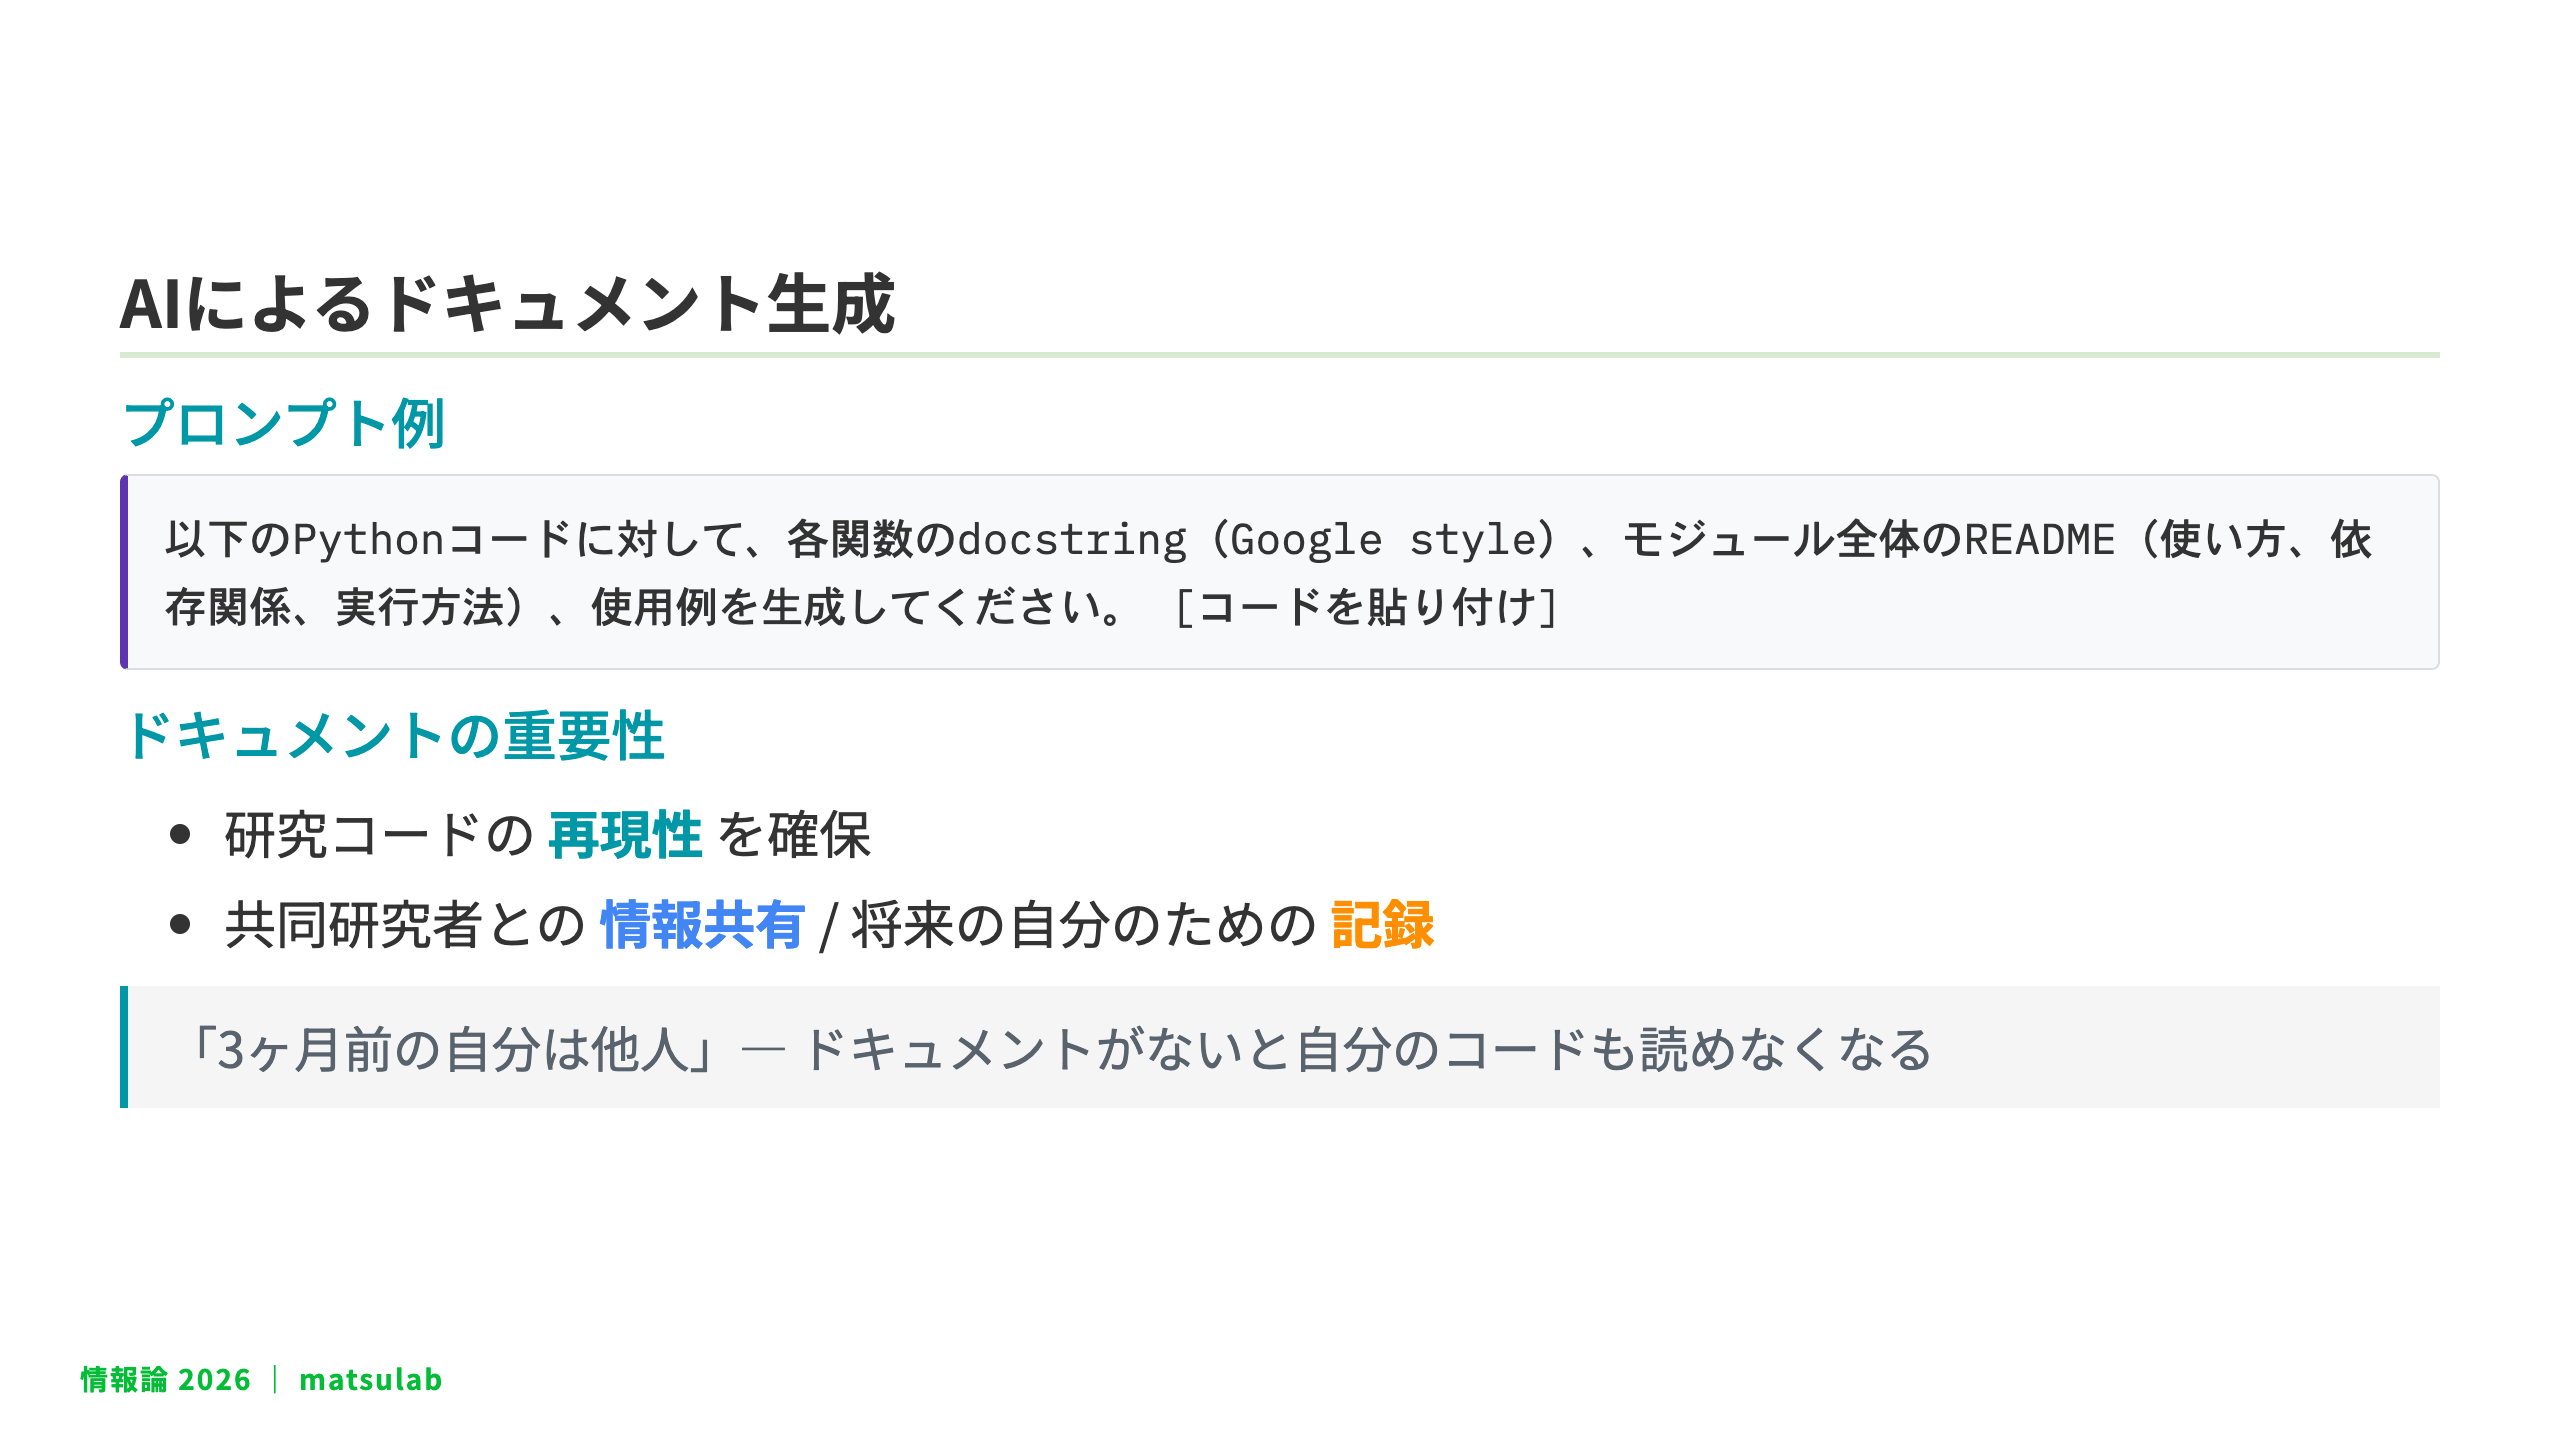 AIによるドキュメント生成
プロンプト例
以下のPythonコードに対して、各関数のdocstring（Google style）、モジュール全体のREADME（使い方、依
存関係、実行方法）、使用例を生成してください。 [コードを貼り付け]
ドキュメントの重要性
• 研究コードの 再現性 を確保
• 共同研究者との 情報共有 / 将来の自分のための 記録
「3ヶ月前の自分は他人」— ドキュメントがないと自分のコードも読めなくなる
情報論 2026 ｜ matsulab